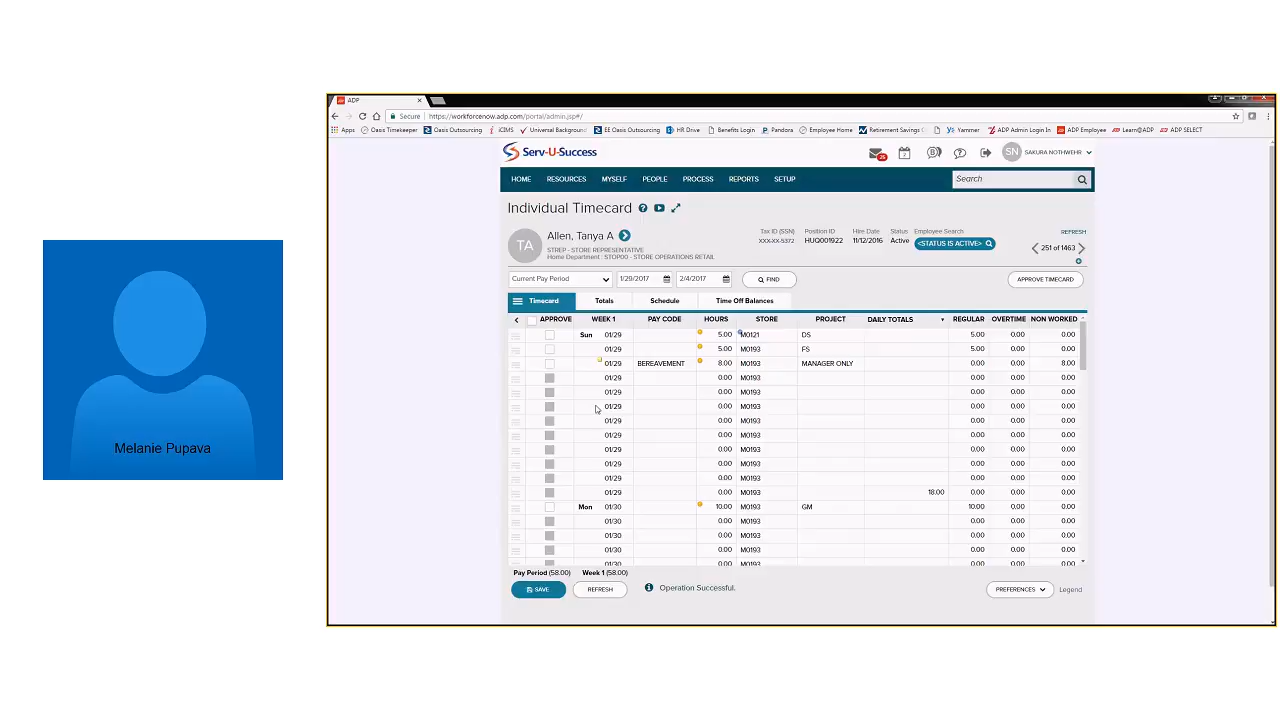 Melanie Pupava
ADP
Secure https://workforcenow.adp.com/portal/admin.jsp#/
Apps Oasis Timekeeper Oasis Outsourcing iCIMS Universal Background EE Oasis Outsourcing HR Drive Benefits Login Pandora Employee Home Retirement Savings Yammer ADP Admin Login In ADP Employee Learn@ADP ADP SELECT
Serv-U-Success
SN SAKURA NOTHWEHR
HOME RESOURCES MYSELF PEOPLE PROCESS REPORTS SETUP Search
Individual Timecard
TA Allen, Tanya A
STREP - STORE REPRESENTATIVE
Home Department : STOP00 - STORE OPERATIONS RETAIL
Tax ID (SSN) Position ID Hire Date Status Employee Search REFRESH
XXX-XX-5372 HUQ001922 11/12/2016 Active <STATUS IS ACTIVE> 251 of 1463
Current Pay Period 1/29/2017 2/4/2017 FIND APPROVE TIMECARD
Timecard Totals Schedule Time Off Balances
APPROVE WEEK 1 PAY CODE HOURS STORE PROJECT DAILY TOTALS REGULAR OVERTIME NON WORKED
Sun 01/29 5.00 M0121 DS 5.00 0.00 0.00
01/29 5.00 M0193 FS 5.00 0.00 0.00
01/29 BEREAVEMENT 8.00 M0193 MANAGER ONLY 0.00 0.00 8.00
01/29 0.00 M0193 0.00 0.00 0.00
01/29 0.00 M0193 0.00 0.00 0.00
01/29 0.00 M0193 0.00 0.00 0.00
01/29 0.00 M0193 0.00 0.00 0.00
01/29 0.00 M0193 0.00 0.00 0.00
01/29 0.00 M0193 0.00 0.00 0.00
01/29 0.00 M0193 0.00 0.00 0.00
01/29 0.00 M0193 0.00 0.00 0.00
01/29 0.00 M0193 18.00 0.00 0.00 0.00
Mon 01/30 10.00 M0193 GM 10.00 0.00 0.00
01/30 0.00 M0193 0.00 0.00 0.00
01/30 0.00 M0193 0.00 0.00 0.00
01/30 0.00 M0193 0.00 0.00 0.00
01/30 0.00 M0193 0.00 0.00 0.00
Pay Period (58.00) Week 1 (58.00)
SAVE REFRESH Operation Successful. PREFERENCES Legend